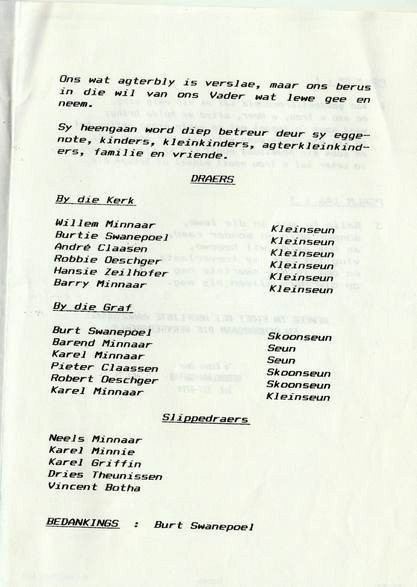 Ons wat agterbly is verslae, maar ons berus
in die wil van ons Vader wat lewe gee en
neem.
Sy heengaan word diep betreur deur sy egge-
note, kinders, kleinkinders, agterkleinkind-
ers, familie en vriende.
DRAERS
By die Kerk
Willem Minnaar Kleinseun
Burtie Swanepoel Kleinseun
André Claasen Kleinseun
Robbie Oeschger Kleinseun
Hansie Zeilhofer Kleinseun
Barry Minnaar Kleinseun
By die Graf
Burt Swanepoel Skoonseun
Barend Minnaar Seun
Karel Minnaar Seun
Pieter Claassen Skoonseun
Robert Oeschger Skoonseun
Karel Minnaar Kleinseun
Slippedraers
Neels Minnaar
Karel Minnie
Karel Griffin
Dries Theunissen
Vincent Botha
BEDANKINGS : Burt Swanepoel